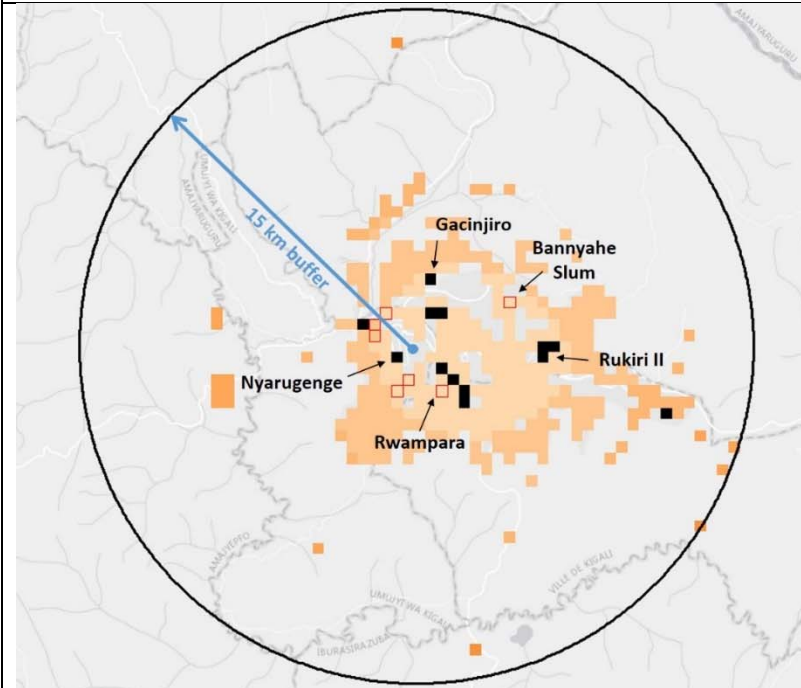 AMAJYARUGURU
UMUJYI WA KIGALI
AMAJYARUGURU
15 km buffer
Gacinjiro
Bannyahe
Slum
Nyarugenge
Rukiri II
Rwampara
AMAJYEPFO
VILLE DE KIGALI
UMUJYI WA KIGALI
IBURASIRAZUBA